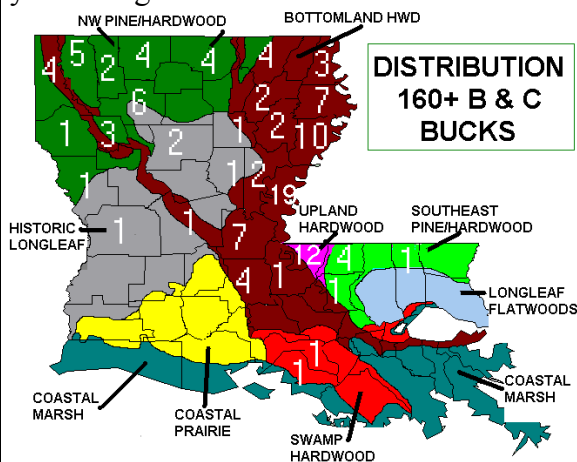 NW PINE/HARDWOOD
BOTTOMLAND HWD
DISTRIBUTION
160+ B & C
BUCKS
4 5 2 4 4 4 3
6 2 7
1 3 2 1 2 10
1 1 2 19
1
HISTORIC
LONGLEAF
1 7
UPLAND
HARDWOOD
SOUTHEAST
PINE/HARDWOOD
12 4 1
4 1 1
LONGLEAF
FLATWOODS
1
1
COASTAL
MARSH
COASTAL
PRAIRIE
SWAMP
HARDWOOD
COASTAL
MARSH